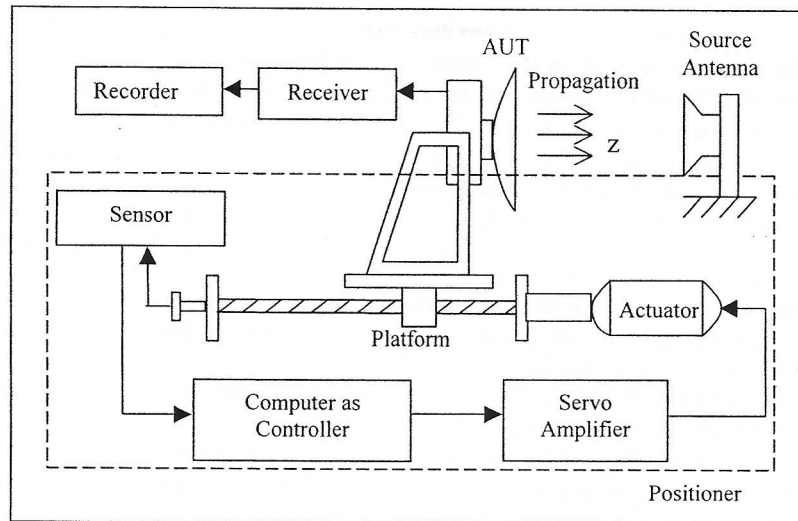 AUT
Source
Antenna
Propagation
Recorder
Receiver
z
Sensor
Actuator
Platform
Computer as
Controller
Servo
Amplifier
Positioner